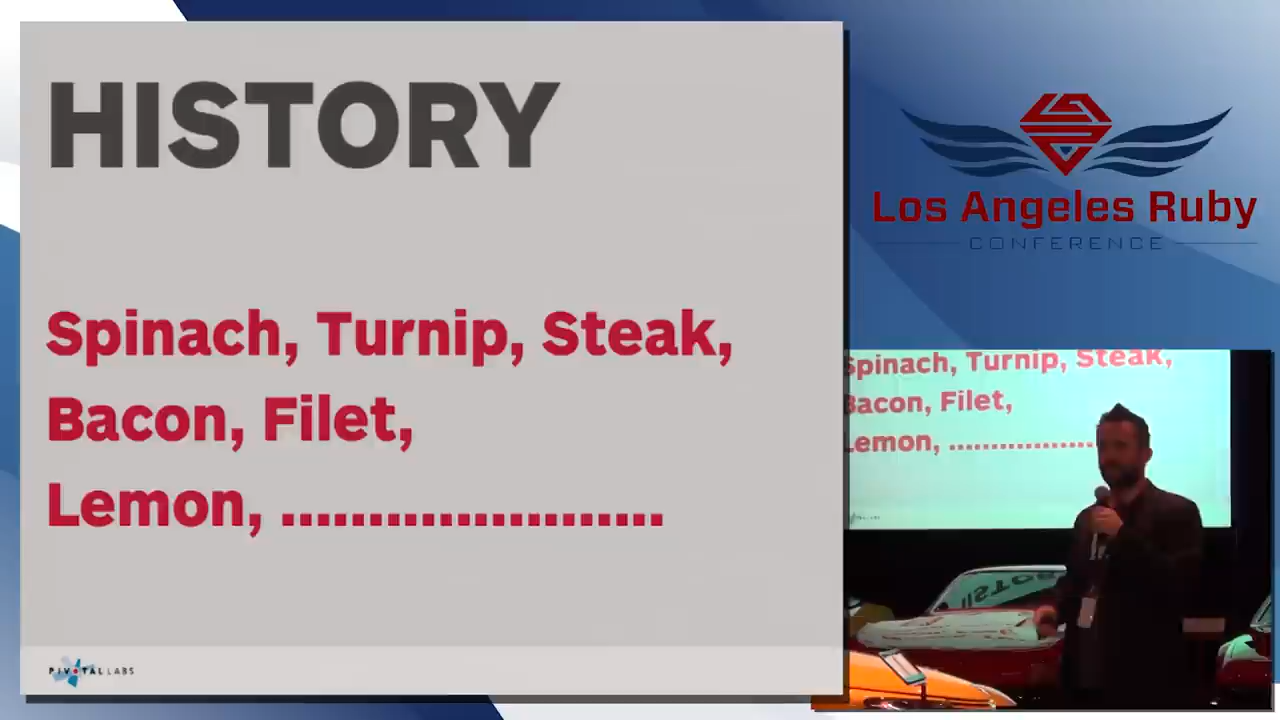 HISTORY
Spinach, Turnip, Steak,
Bacon, Filet,
Lemon, ......................
PIVOTAL LABS
Los Angeles Ruby
CONFERENCE
Spinach, Turnip, Steak,
Bacon, Filet,
Lemon, ..................